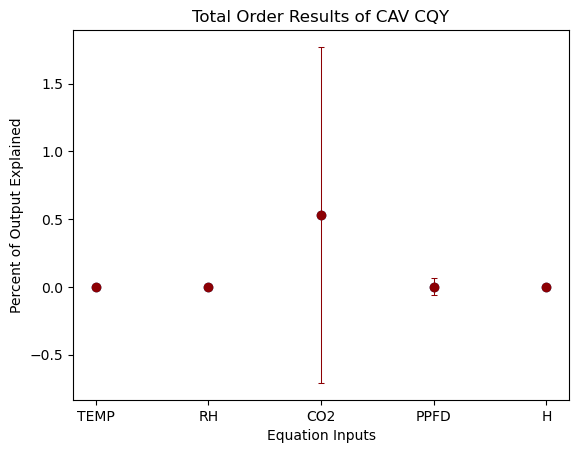 Total Order Results of CAV CQY
Percent of Output Explained
1.5
1.0
0.5
0.0
−0.5
TEMP RH CO2 PPFD H
Equation Inputs